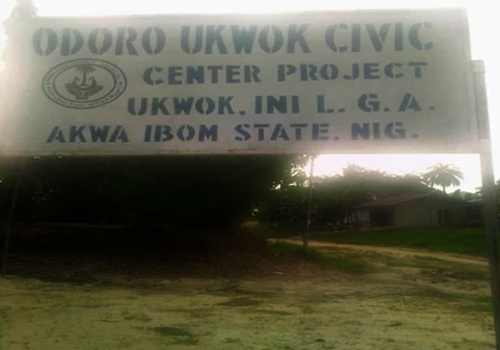 ODORO UKWOK CIVIC
CENTER PROJECT
UKWOK, INI L. G. A.
AKWA IBOM STATE. NIG.